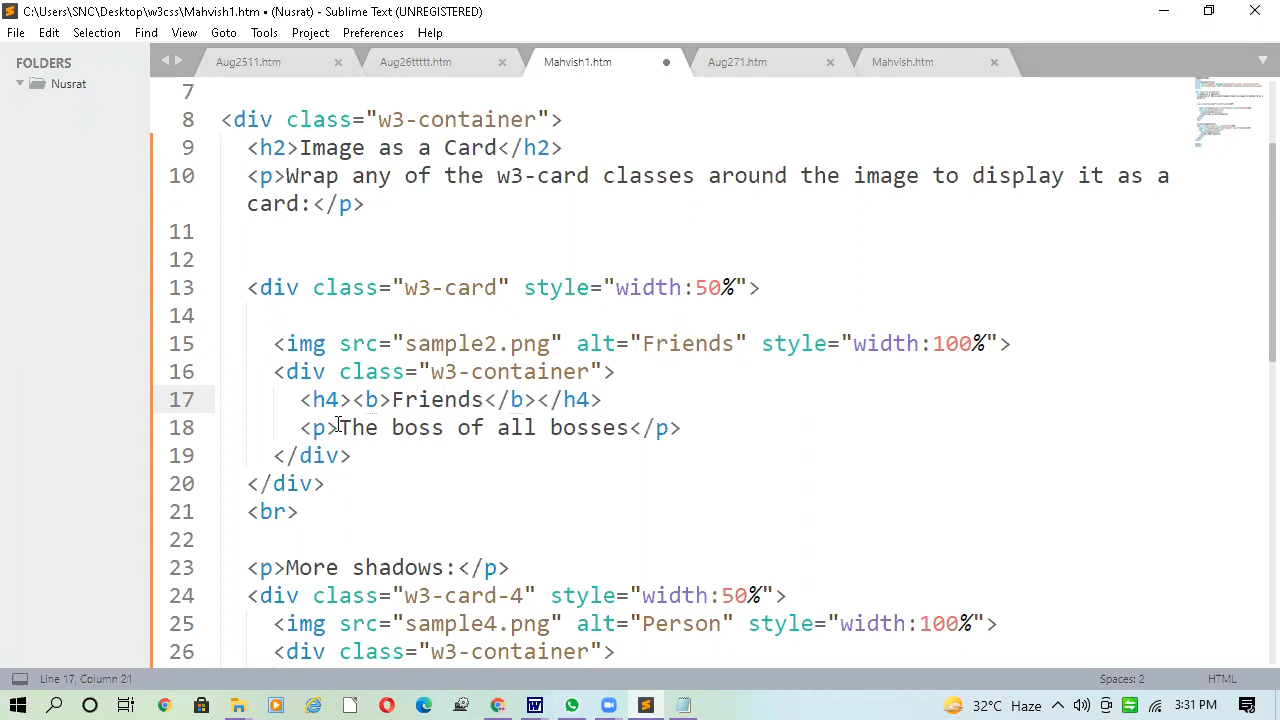 C:\Users\SNC\Desktop\w3css\Mahvish1.htm • (Nusrat) - Sublime Text (UNREGISTERED)
File Edit Selection Find View Goto Tools Project Preferences Help
FOLDERS
Nusrat
Aug2511.htm Aug26ttttt.htm Mahvish1.htm Aug271.htm Mahvish.htm
7
8 <div class="w3-container">
9 <h2>Image as a Card</h2>
10 <p>Wrap any of the w3-card classes around the image to display it as a
card:</p>
11
12
13 <div class="w3-card" style="width:50%">
14
15 <img src="sample2.png" alt="Friends" style="width:100%">
16 <div class="w3-container">
17 <h4><b>Friends</b></h4>
18 <p>The boss of all bosses</p>
19 </div>
20 </div>
21 <br>
22
23 <p>More shadows:</p>
24 <div class="w3-card-4" style="width:50%">
25 <img src="sample4.png" alt="Person" style="width:100%">
26 <div class="w3-container">
Line 17, Column 21 Spaces: 2 HTML
32°C Haze 3:31 PM